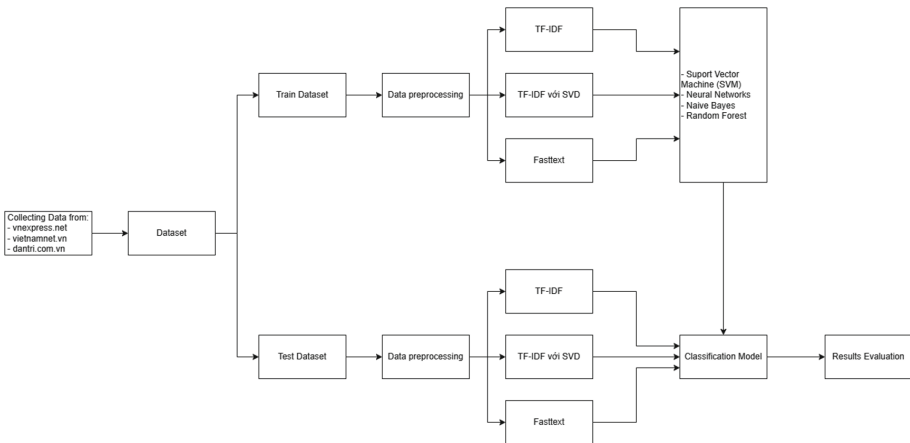 Collecting Data from:
- vnexpress.net
- vietnamnet.vn
- dantri.com.vn
Dataset
Train Dataset
Data preprocessing
TF-IDF
TF-IDF với SVD
Fasttext
- Suport Vector
Machine (SVM)
- Neural Networks
- Naive Bayes
- Random Forest
Test Dataset
Data preprocessing
TF-IDF
TF-IDF với SVD
Fasttext
Classification Model
Results Evaluation